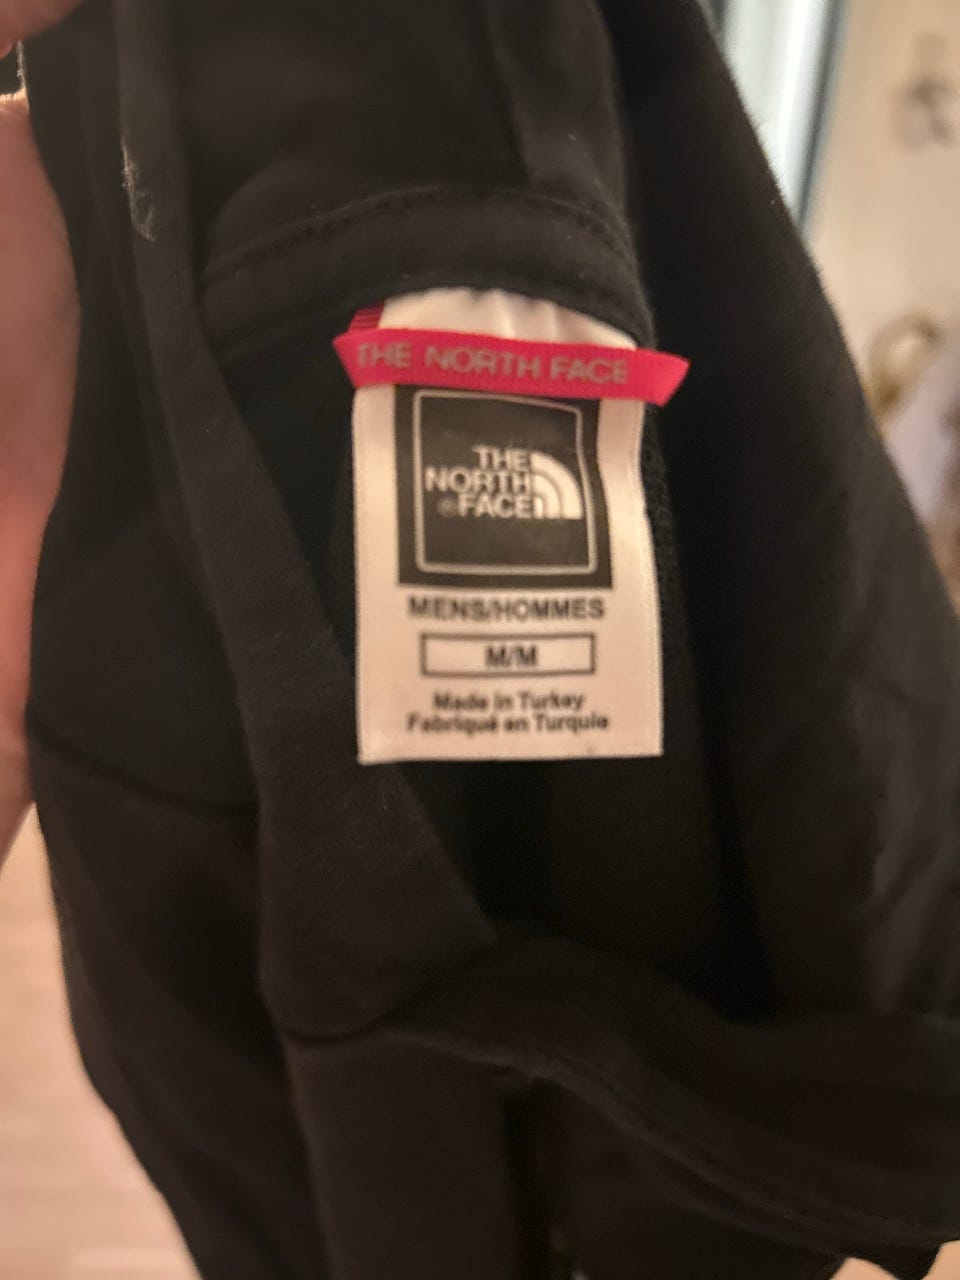 THE NORTH FACE
THE
NORTH
FACE
MENS/HOMMES
M/M
Made in Turkey
Fabriqué en Turquie